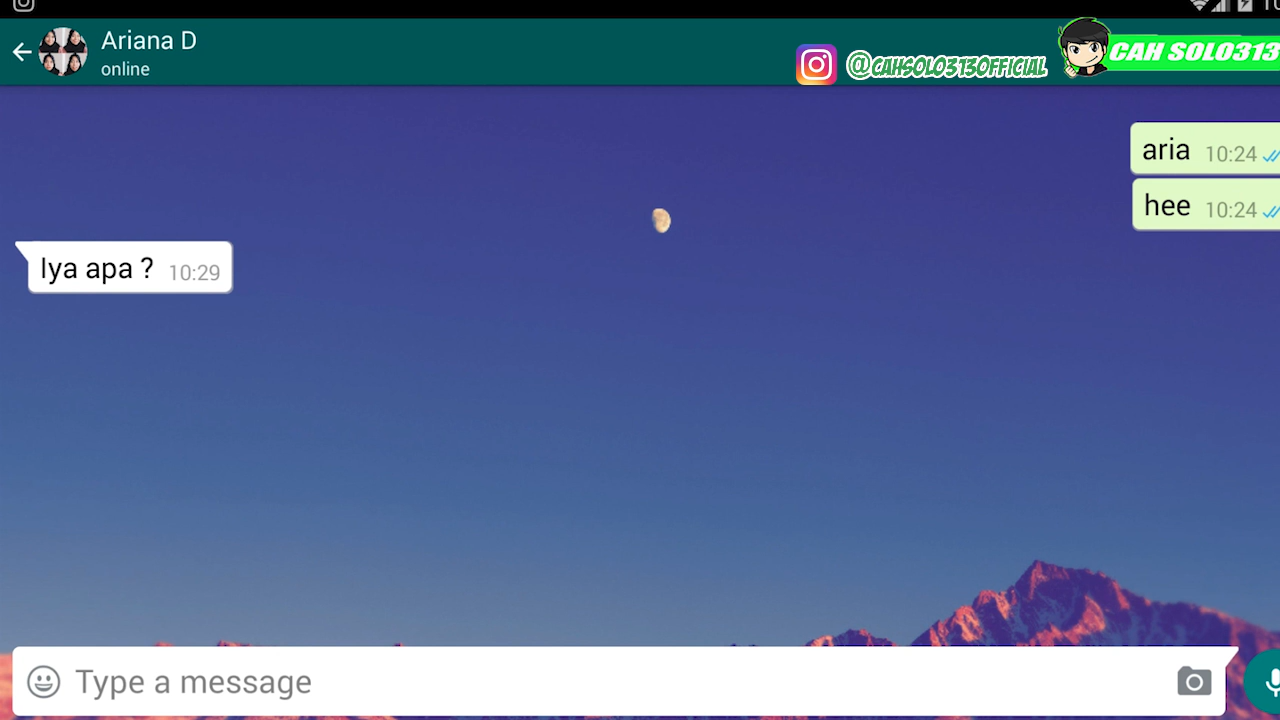 Ariana D
online
@CAHSOLO313OFFICIAL
CAH SOLO313
aria 10:24
hee 10:24
Iya apa ? 10:29
Type a message